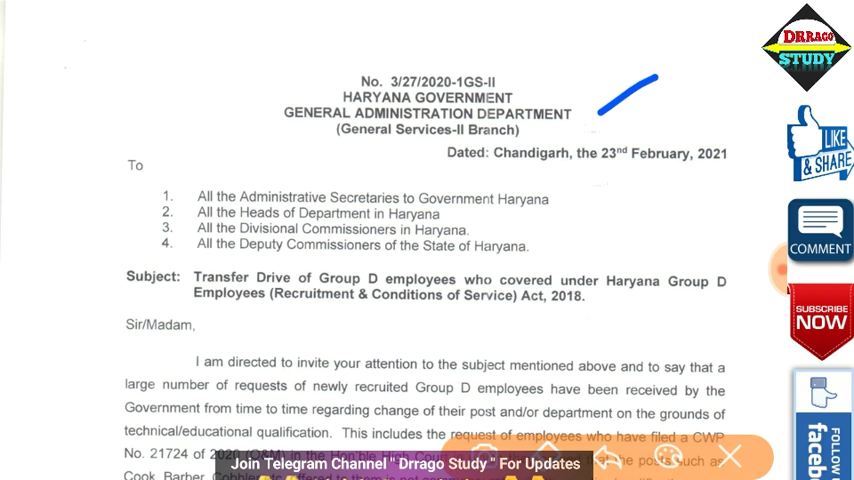 No. 3/27/2020-1GS-II
HARYANA GOVERNMENT
GENERAL ADMINISTRATION DEPARTMENT
(General Services-II Branch)
Dated: Chandigarh, the 23nd February, 2021
To
1. All the Administrative Secretaries to Government Haryana
2. All the Heads of Department in Haryana
3. All the Divisional Commissioners in Haryana.
4. All the Deputy Commissioners of the State of Haryana.
Subject: Transfer Drive of Group D employees who covered under Haryana Group D
Employees (Recruitment & Conditions of Service) Act, 2018.
Sir/Madam,
I am directed to invite your attention to the subject mentioned above and to say that a
large number of requests of newly recruited Group D employees have been received by the
Government from time to time regarding change of their post and/or department on the grounds of
technical/educational qualification. This includes the request of employees who have filed a CWP
No. 21724 of the posts such as
Cook, Barber,
Join Telegram Channel " Drrago Study " For Updates
DRRAGO
STUDY
LIKE
& SHARE
COMMENT
SUBSCRIBE
NOW
FOLLOW
facebo